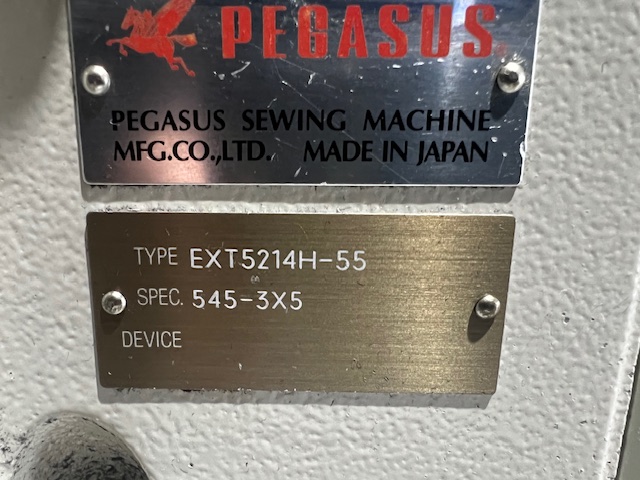 PEGASUS
PEGASUS SEWING MACHINE
MFG.CO.,LTD. MADE IN JAPAN
TYPE EXT5214H-55
SPEC. 545-3X5
DEVICE